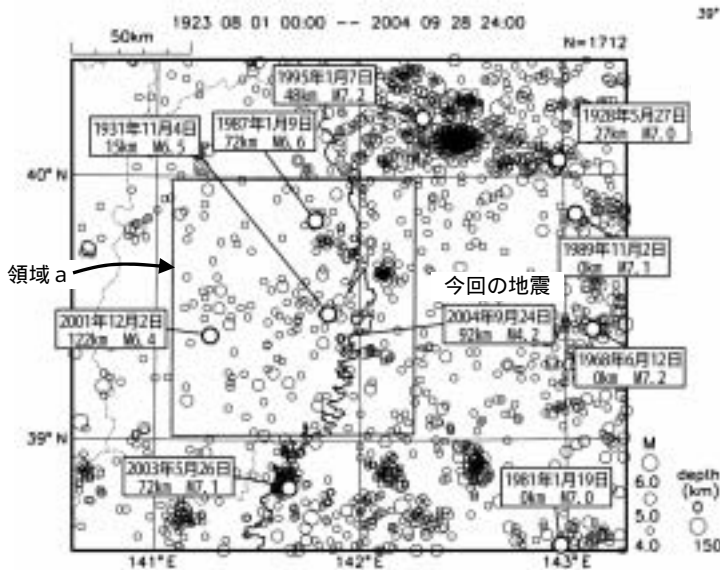 1923 08 01 00:00 -- 2004 09 28 24:00
39°
50km
N=1712
1995年1月7日
48km M7.2
1931年11月4日
15km M6.5
1987年1月9日
72km M6.6
1928年5月27日
27km M7.0
40°N
1989年11月2日
0km M7.1
領域a
今回の地震
2004年9月24日
92km M4.2
2001年12月2日
122km M6.4
1968年6月12日
0km M7.2
39°N
2003年5月26日
72km M7.1
1981年1月19日
0km M7.0
M
6.0
5.0
4.0
depth
(km)
0
150
141°E
142°E
143°E